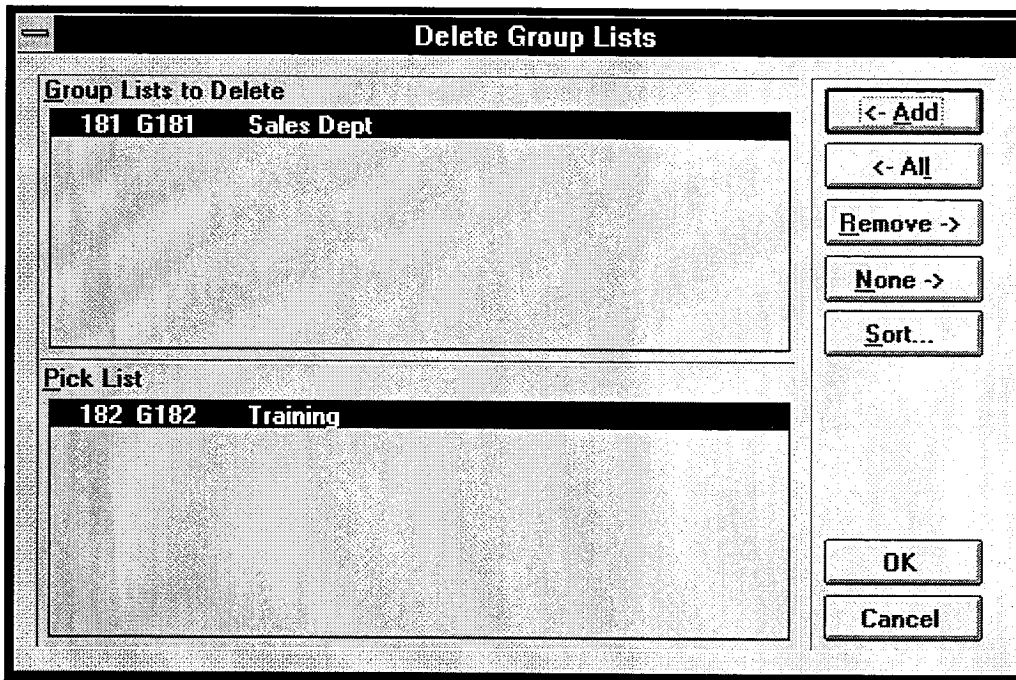 Delete Group Lists
Group Lists to Delete
181 G181 Sales Dept
Pick List
182 G182 Training
<- Add
<- All
Remove ->
None ->
Sort...
OK
Cancel